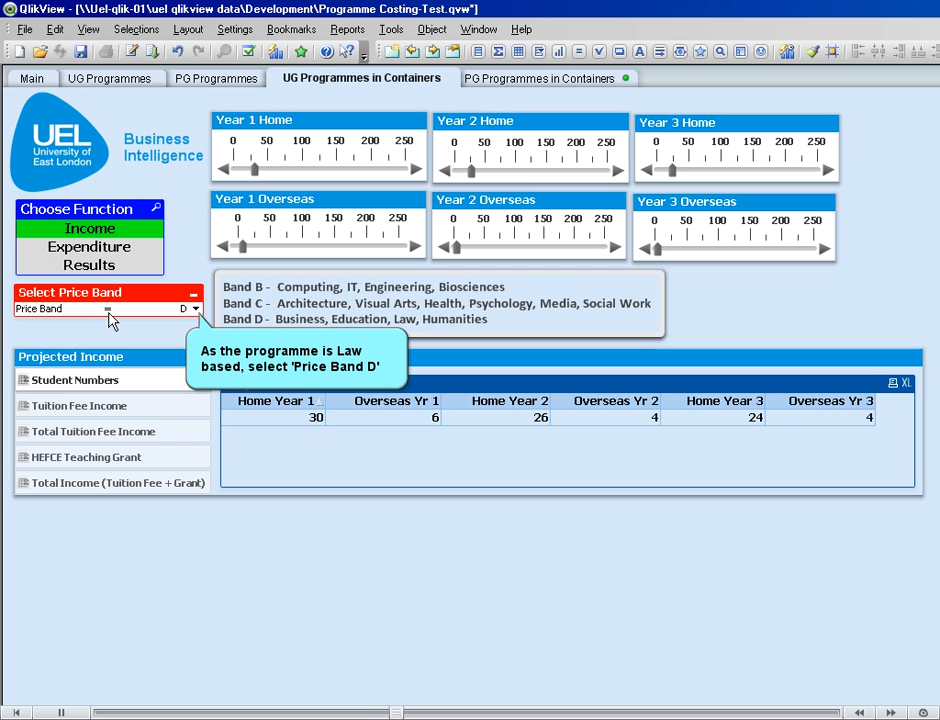 QlikView - [\\Uel-qlik-01\uel qlikview data\Development\Programme Costing-Test.qvw*]
File Edit View Selections Layout Settings Bookmarks Reports Tools Object Window Help
Main UG Programmes PG Programmes UG Programmes in Containers PG Programmes in Containers
UEL
University of
East London
Business
Intelligence
Year 1 Home
0 50 100 150 200 250
Year 2 Home
0 50 100 150 200 250
Year 3 Home
0 50 100 150 200 250
Year 1 Overseas
0 50 100 150 200 250
Year 2 Overseas
0 50 100 150 200 250
Year 3 Overseas
0 50 100 150 200 250
Choose Function
Income
Expenditure
Results
Select Price Band
Price Band = D
Band B - Computing, IT, Engineering, Biosciences
Band C - Architecture, Visual Arts, Health, Psychology, Media, Social Work
Band D - Business, Education, Law, Humanities
As the programme is Law
based, select 'Price Band D'
Projected Income
Student Numbers
Tuition Fee Income
Total Tuition Fee Income
HEFCE Teaching Grant
Total Income (Tuition Fee + Grant)
XL
Home Year 1 Overseas Yr 1 Home Year 2 Overseas Yr 2 Home Year 3 Overseas Yr 3
30 6 26 4 24 4